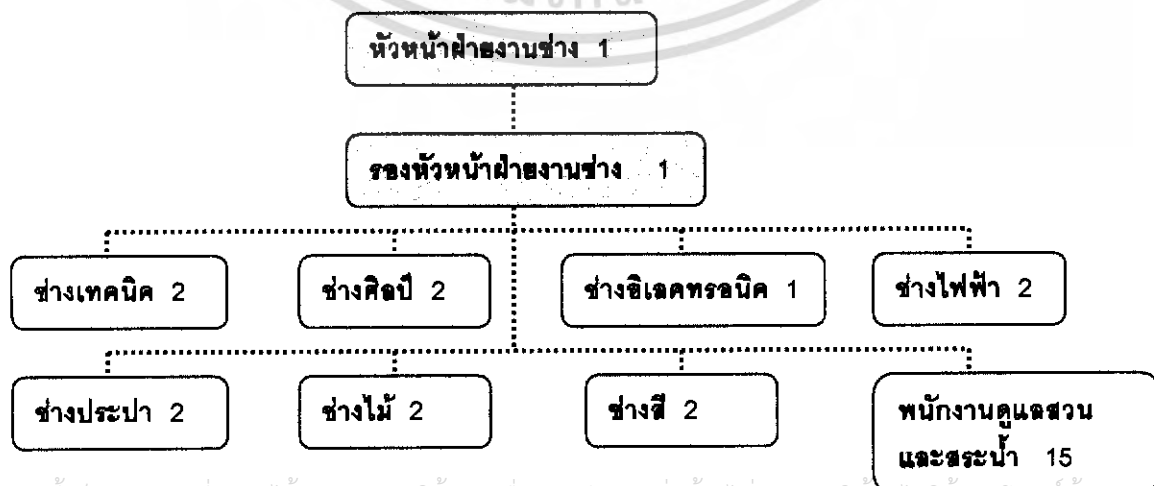 หัวหน้าฝ่ายงานช่าง 1
รองหัวหน้าฝ่ายงานช่าง 1
ช่างเทคนิค 2
ช่างศิลป์ 2
ช่างอิเลคทรอนิค 1
ช่างไฟฟ้า 2
ช่างประปา 2
ช่างไม้ 2
ช่างสี 2
พนักงานดูแลสวน
และสระน้ำ 15